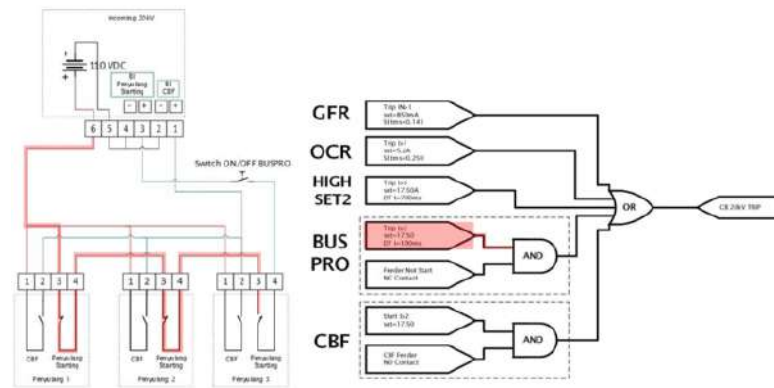 Incoming 20kV
110 VDC
BI
Penyulang
Starting
BI
CBF
- + - +
6 5 4 3 2 1
Switch ON/OFF BUSPRO
1 2 3 4
1 2 3 4
1 2 3 4
CBF
Penyulang
Starting
CBF
Penyulang
Starting
CBF
Penyulang
Starting
Penyulang 1
Penyulang 2
Penyulang 3
GFR
Trip
OCR
Trip
HIGH
SET2
Trip
BUS
PRO
Trip
Feeder Not Start
NC Contact
AND
CBF
Start
CBF Feeder
NO Contact
AND
OR
CB 20kV TRIP